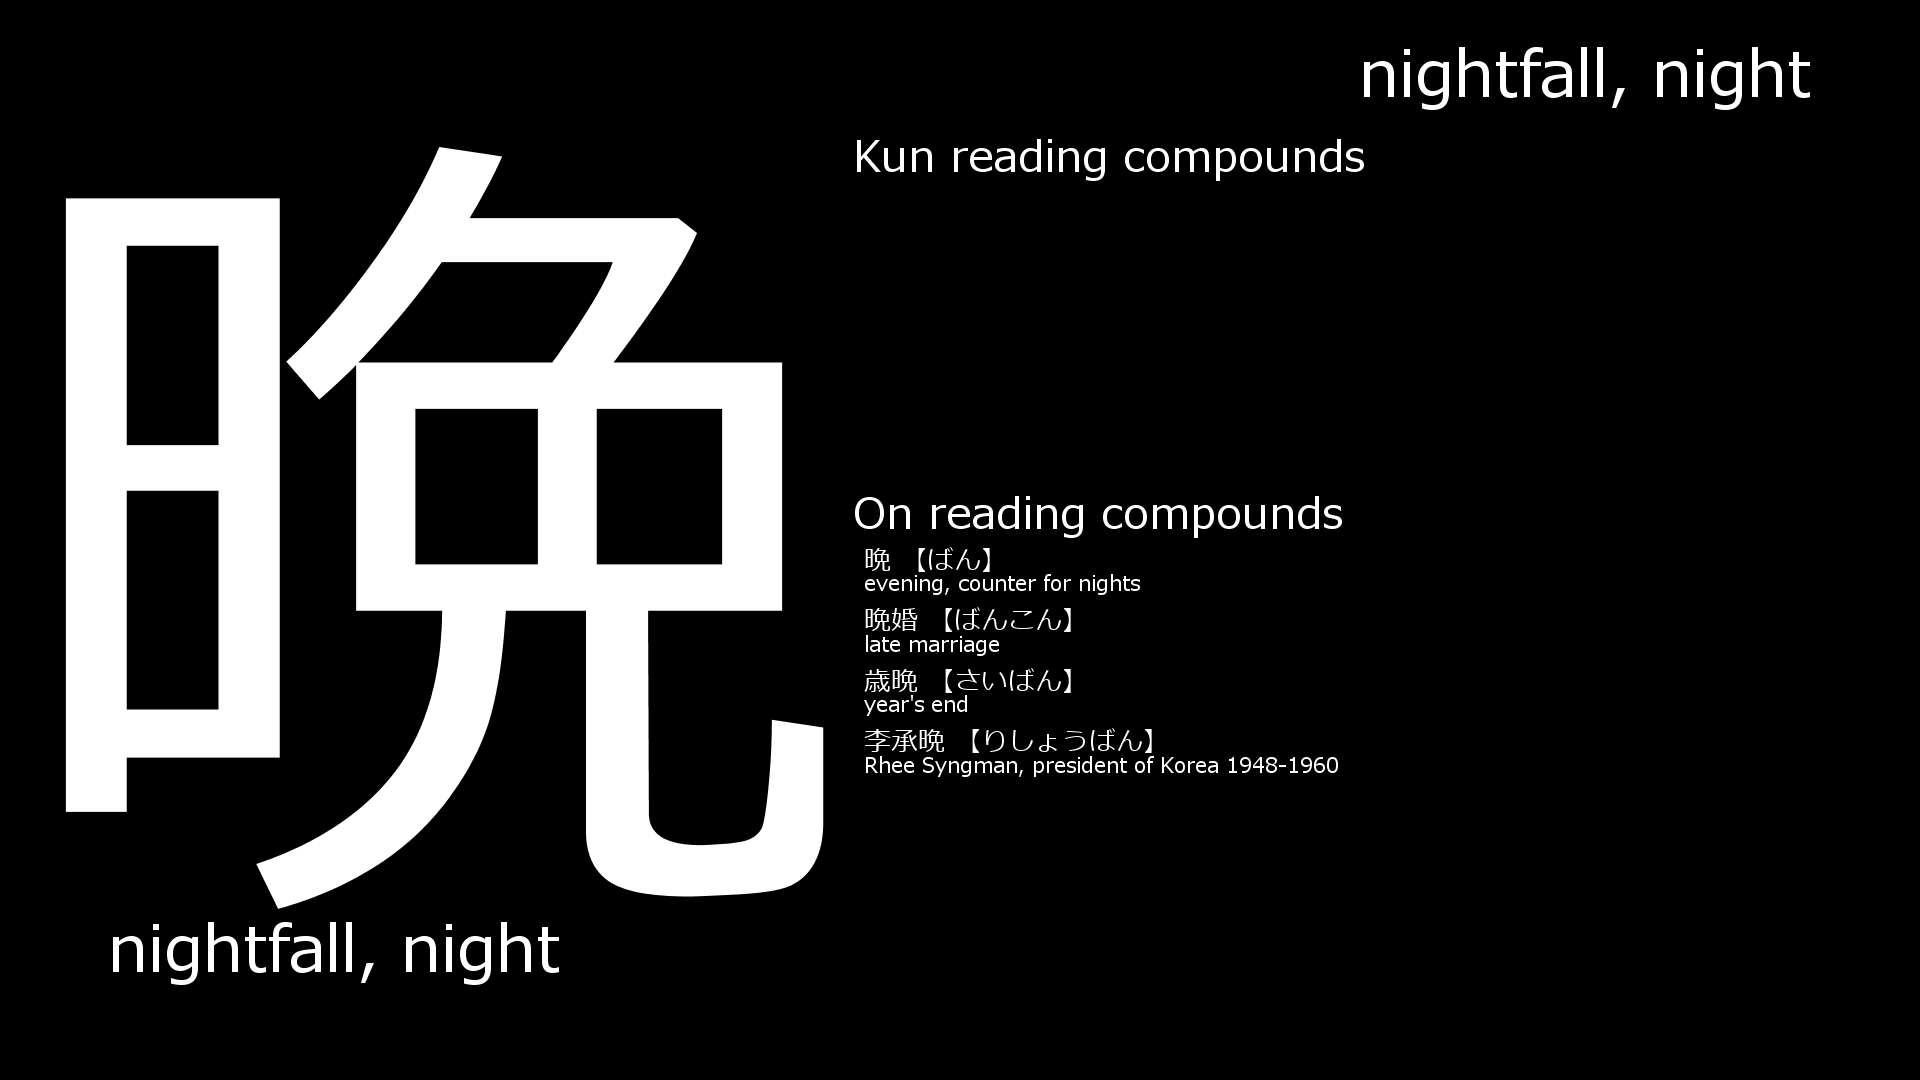 nightfall, night
晩
Kun reading compounds
On reading compounds
晩 【ばん】
evening, counter for nights
晩婚 【ばんこん】
late marriage
歳晩 【さいばん】
year's end
李承晩 【りしょうばん】
Rhee Syngman, president of Korea 1948-1960
nightfall, night